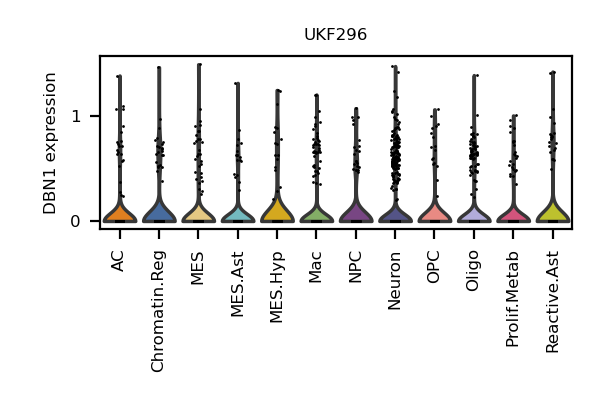 UKF296
DBN1 expression
1
0
AC
Chromatin.Reg
MES
MES.Ast
MES.Hyp
Mac
NPC
Neuron
OPC
Oligo
Prolif.Metab
Reactive.Ast